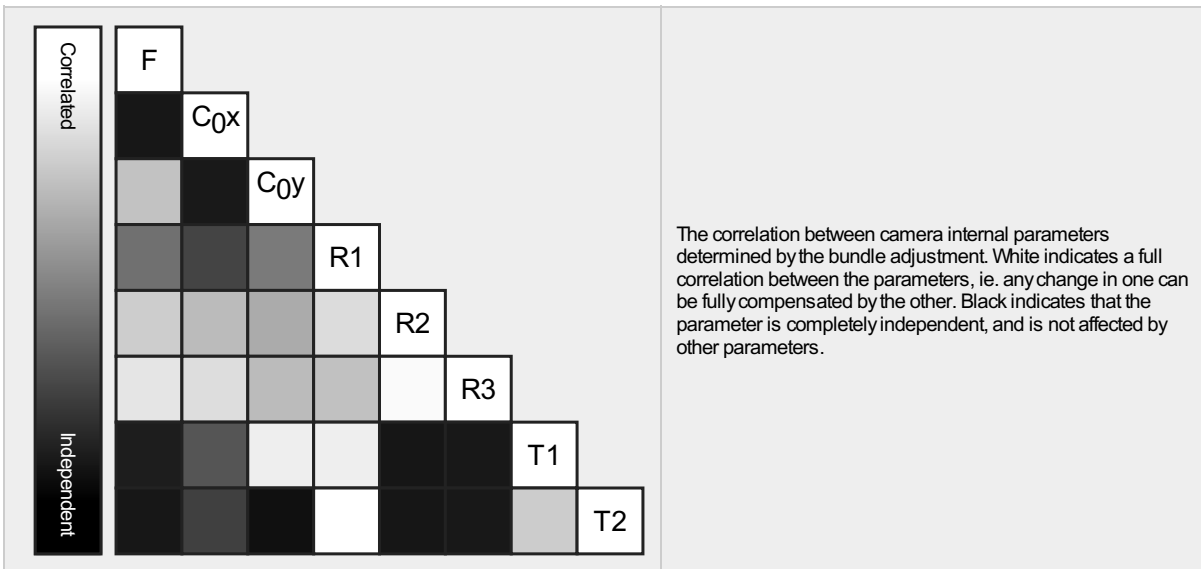 Correlated
Independent
F
C0x
C0y
R1
R2
R3
T1
T2
The correlation between camera internal parameters
determined by the bundle adjustment. White indicates a full
correlation between the parameters, ie. any change in one can
be fully compensated by the other. Black indicates that the
parameter is completely independent, and is not affected by
other parameters.